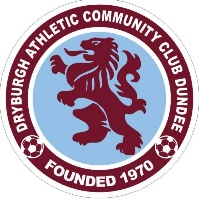 DRYBURGH ATHLETIC COMMUNITY CLUB DUNDEE
FOUNDED 1970